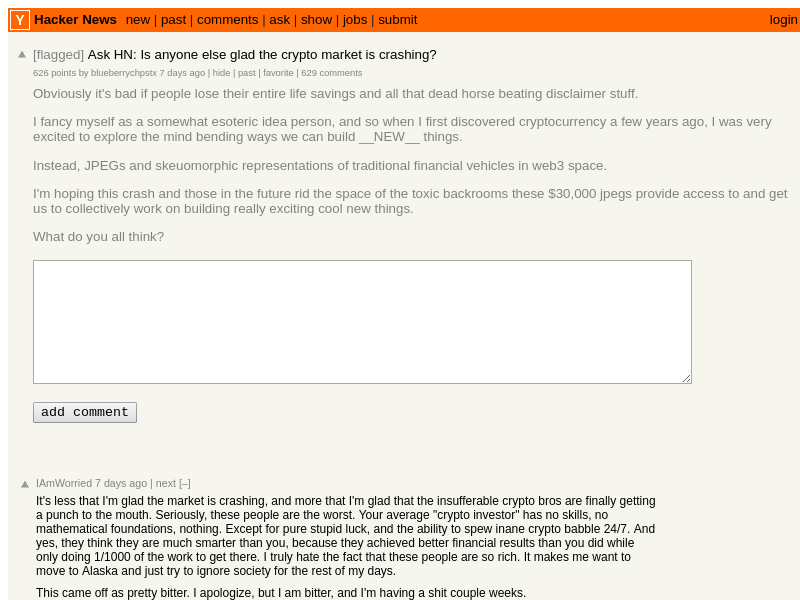 Y Hacker News new | past | comments | ask | show | jobs | submit login
[flagged] Ask HN: Is anyone else glad the crypto market is crashing?
626 points by blueberrychpstx 7 days ago | hide | past | favorite | 629 comments
Obviously it's bad if people lose their entire life savings and all that dead horse beating disclaimer stuff.
I fancy myself as a somewhat esoteric idea person, and so when I first discovered cryptocurrency a few years ago, I was very
excited to explore the mind bending ways we can build __NEW__ things.
Instead, JPEGs and skeuomorphic representations of traditional financial vehicles in web3 space.
I'm hoping this crash and those in the future rid the space of the toxic backrooms these $30,000 jpegs provide access to and get
us to collectively work on building really exciting cool new things.
What do you all think?
add comment
IAmWorried 7 days ago | next [–]
It's less that I'm glad the market is crashing, and more that I'm glad that the insufferable crypto bros are finally getting
a punch to the mouth. Seriously, these people are the worst. Your average "crypto investor" has no skills, no
mathematical foundations, nothing. Except for pure stupid luck, and the ability to spew inane crypto babble 24/7. And
yes, they think they are much smarter than you, because they achieved better financial results than you did while
only doing 1/1000 of the work to get there. I truly hate the fact that these people are so rich. It makes me want to
move to Alaska and just try to ignore society for the rest of my days.
This came off as pretty bitter. I apologize, but I am bitter, and I'm having a shit couple weeks.